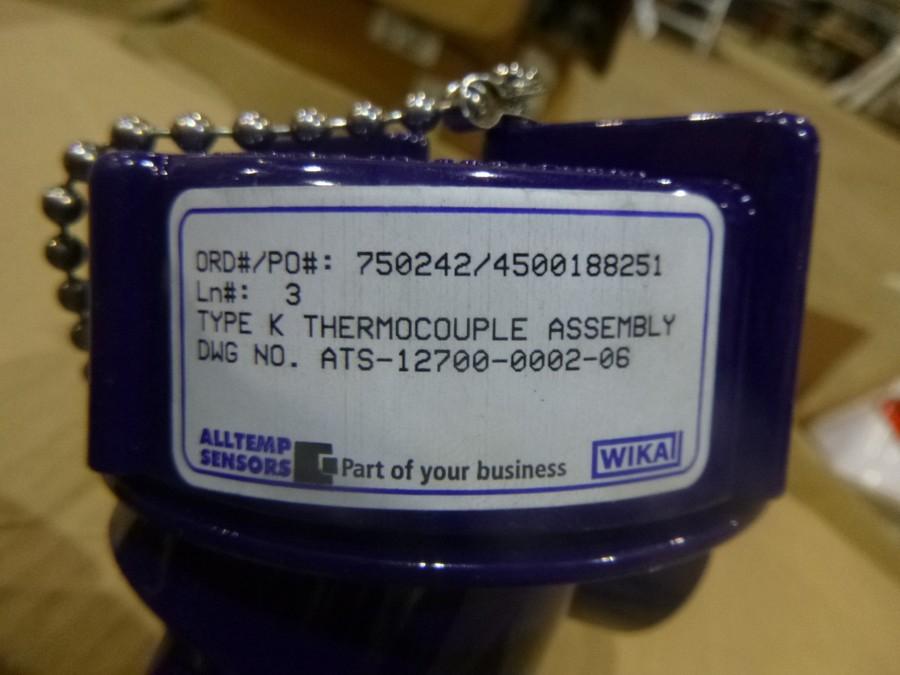 ORD#/PO#: 750242/4500188251
Ln#: 3
TYPE K THERMOCOUPLE ASSEMBLY
DWG NO. ATS-12700-0002-06
ALLTEMP
SENSORS
Part of your business
WIKA